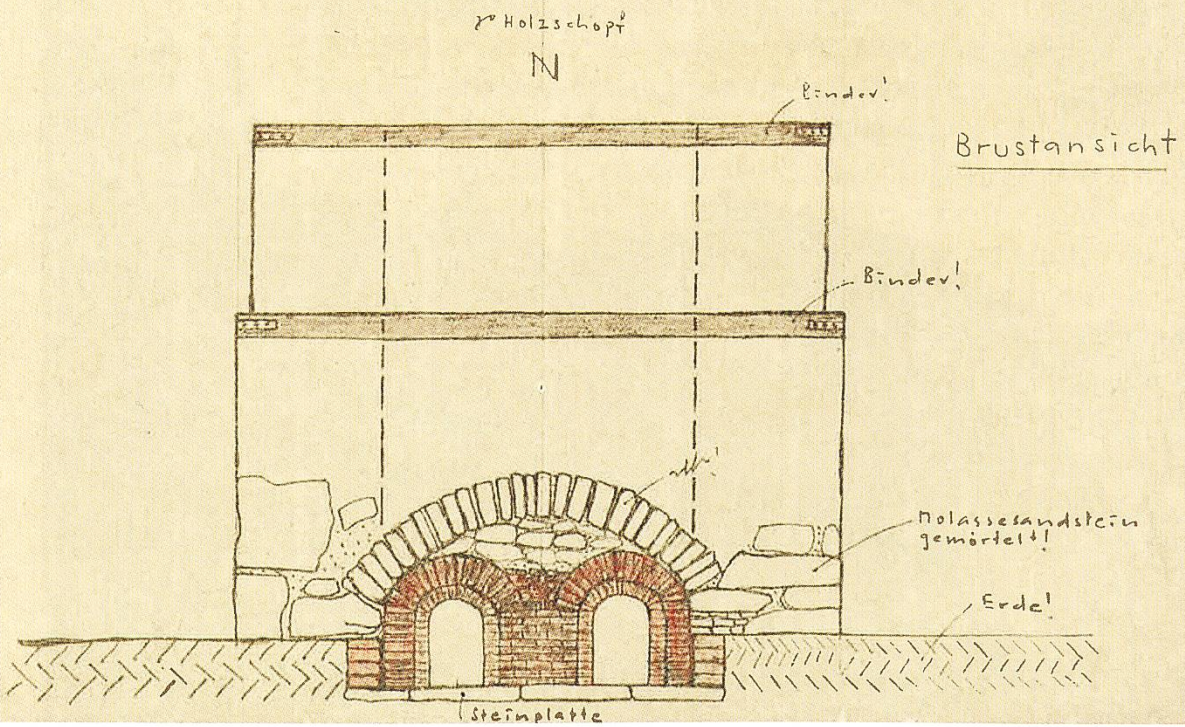 Holzschopf
N
Binder!
Brustansicht
Binder!
Molassesandstein
gemörtelt!
Erde!
Steinplatte